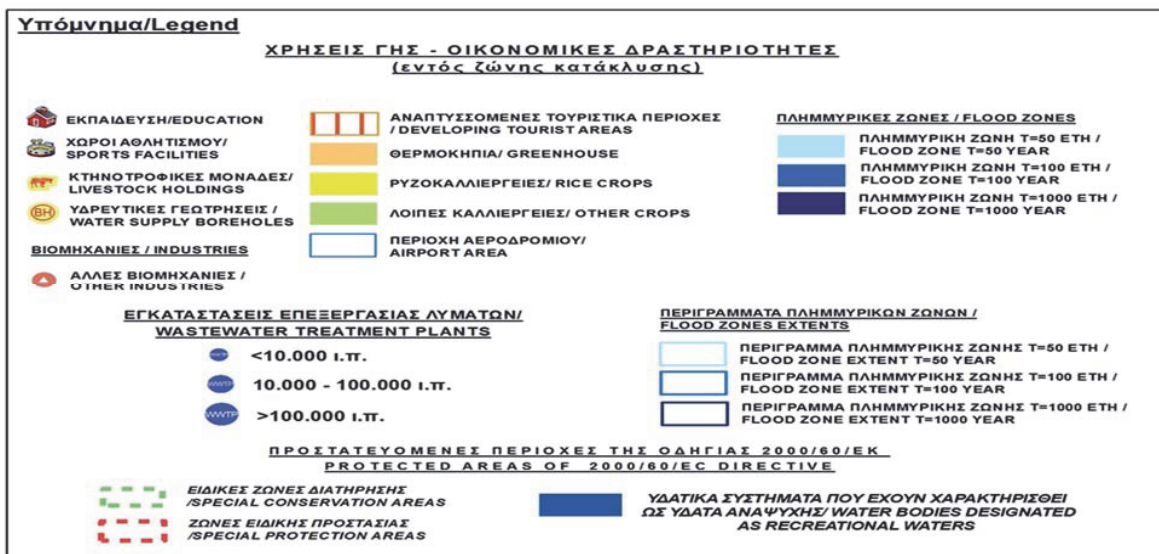 Υπόμνημα/Legend
ΧΡΗΣΕΙΣ ΓΗΣ - ΟΙΚΟΝΟΜΙΚΕΣ ΔΡΑΣΤΗΡΙΟΤΗΤΕΣ
(εντός ζώνης κατάκλυσης)
ΕΚΠΑΙΔΕΥΣΗ/EDUCATION
ΧΩΡΟΙ ΑΘΛΗΤΙΣΜΟΥ/
SPORTS FACILITIES
ΚΤΗΝΟΤΡΟΦΙΚΕΣ ΜΟΝΑΔΕΣ/
LIVESTOCK HOLDINGS
BH
ΥΔΡΕΥΤΙΚΕΣ ΓΕΩΤΡΗΣΕΙΣ /
WATER SUPPLY BOREHOLES
ΒΙΟΜΗΧΑΝΙΕΣ / INDUSTRIES
ΑΛΛΕΣ ΒΙΟΜΗΧΑΝΙΕΣ /
OTHER INDUSTRIES
ΑΝΑΠΤΥΣΣΟΜΕΝΕΣ ΤΟΥΡΙΣΤΙΚΑ ΠΕΡΙΟΧΕΣ
/ DEVELOPING TOURIST AREAS
ΘΕΡΜΟΚΗΠΙΑ/ GREENHOUSE
ΡΥΖΟΚΑΛΛΙΕΡΓΕΙΕΣ/ RICE CROPS
ΛΟΙΠΕΣ ΚΑΛΛΙΕΡΓΕΙΕΣ/ OTHER CROPS
ΠΕΡΙΟΧΗ ΑΕΡΟΔΡΟΜΙΟΥ/
AIRPORT AREA
ΠΛΗΜΜΥΡΙΚΕΣ ΖΩΝΕΣ / FLOOD ZONES
ΠΛΗΜΜΥΡΙΚΗ ΖΩΝΗ Τ=50 ΕΤΗ /
FLOOD ZONE T=50 YEAR
ΠΛΗΜΜΥΡΙΚΗ ΖΩΝΗ Τ=100 ΕΤΗ /
FLOOD ZONE T=100 YEAR
ΠΛΗΜΜΥΡΙΚΗ ΖΩΝΗ Τ=1000 ΕΤΗ /
FLOOD ZONE T=1000 YEAR
ΕΓΚΑΤΑΣΤΑΣΕΙΣ ΕΠΕΞΕΡΓΑΣΙΑΣ ΛΥΜΑΤΩΝ/
WASTEWATER TREATMENT PLANTS
<10.000 ι.π.
WWTP
10.000 - 100.000 ι.π.
WWTP
>100.000 ι.π.
ΠΕΡΙΓΡΑΜΜΑΤΑ ΠΛΗΜΜΥΡΙΚΩΝ ΖΩΝΩΝ /
FLOOD ZONES EXTENTS
ΠΕΡΙΓΡΑΜΜΑ ΠΛΗΜΜΥΡΙΚΗΣ ΖΩΝΗΣ Τ=50 ΕΤΗ /
FLOOD ZONE EXTENT T=50 YEAR
ΠΕΡΙΓΡΑΜΜΑ ΠΛΗΜΜΥΡΙΚΗΣ ΖΩΝΗΣ Τ=100 ΕΤΗ /
FLOOD ZONE EXTENT T=100 YEAR
ΠΕΡΙΓΡΑΜΜΑ ΠΛΗΜΜΥΡΙΚΗΣ ΖΩΝΗΣ Τ=1000 ΕΤΗ /
FLOOD ZONE EXTENT T=1000 YEAR
ΠΡΟΣΤΑΤΕΥΟΜΕΝΕΣ ΠΕΡΙΟΧΕΣ ΤΗΣ ΟΔΗΓΙΑΣ 2000/60/ΕΚ
PROTECTED AREAS OF 2000/60/EC DIRECTIVE
ΕΙΔΙΚΕΣ ΖΩΝΕΣ ΔΙΑΤΗΡΗΣΗΣ
/SPECIAL CONSERVATION AREAS
ΖΩΝΕΣ ΕΙΔΙΚΗΣ ΠΡΟΣΤΑΣΙΑΣ
/SPECIAL PROTECTION AREAS
ΥΔΑΤΙΚΑ ΣΥΣΤΗΜΑΤΑ ΠΟΥ ΕΧΟΥΝ ΧΑΡΑΚΤΗΡΙΣΘΕΙ
ΩΣ ΥΔΑΤΑ ΑΝΑΨΥΧΗΣ/ WATER BODIES DESIGNATED
AS RECREATIONAL WATERS